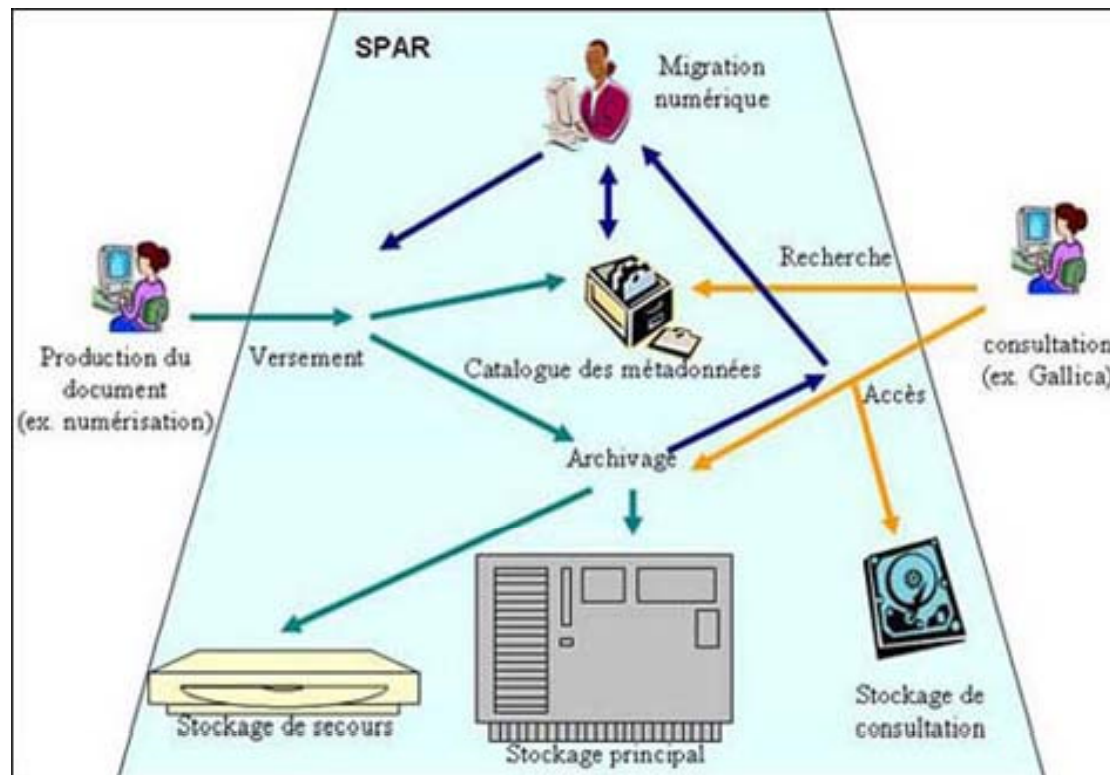 SPAR
Migration
numérique
Recherche
Production du
document
(ex. numérisation)
Versement
Catalogue des métadonnées
consultation
(ex. Gallica)
Accès
Archivage
Stockage de secours
Stockage principal
Stockage de
consultation